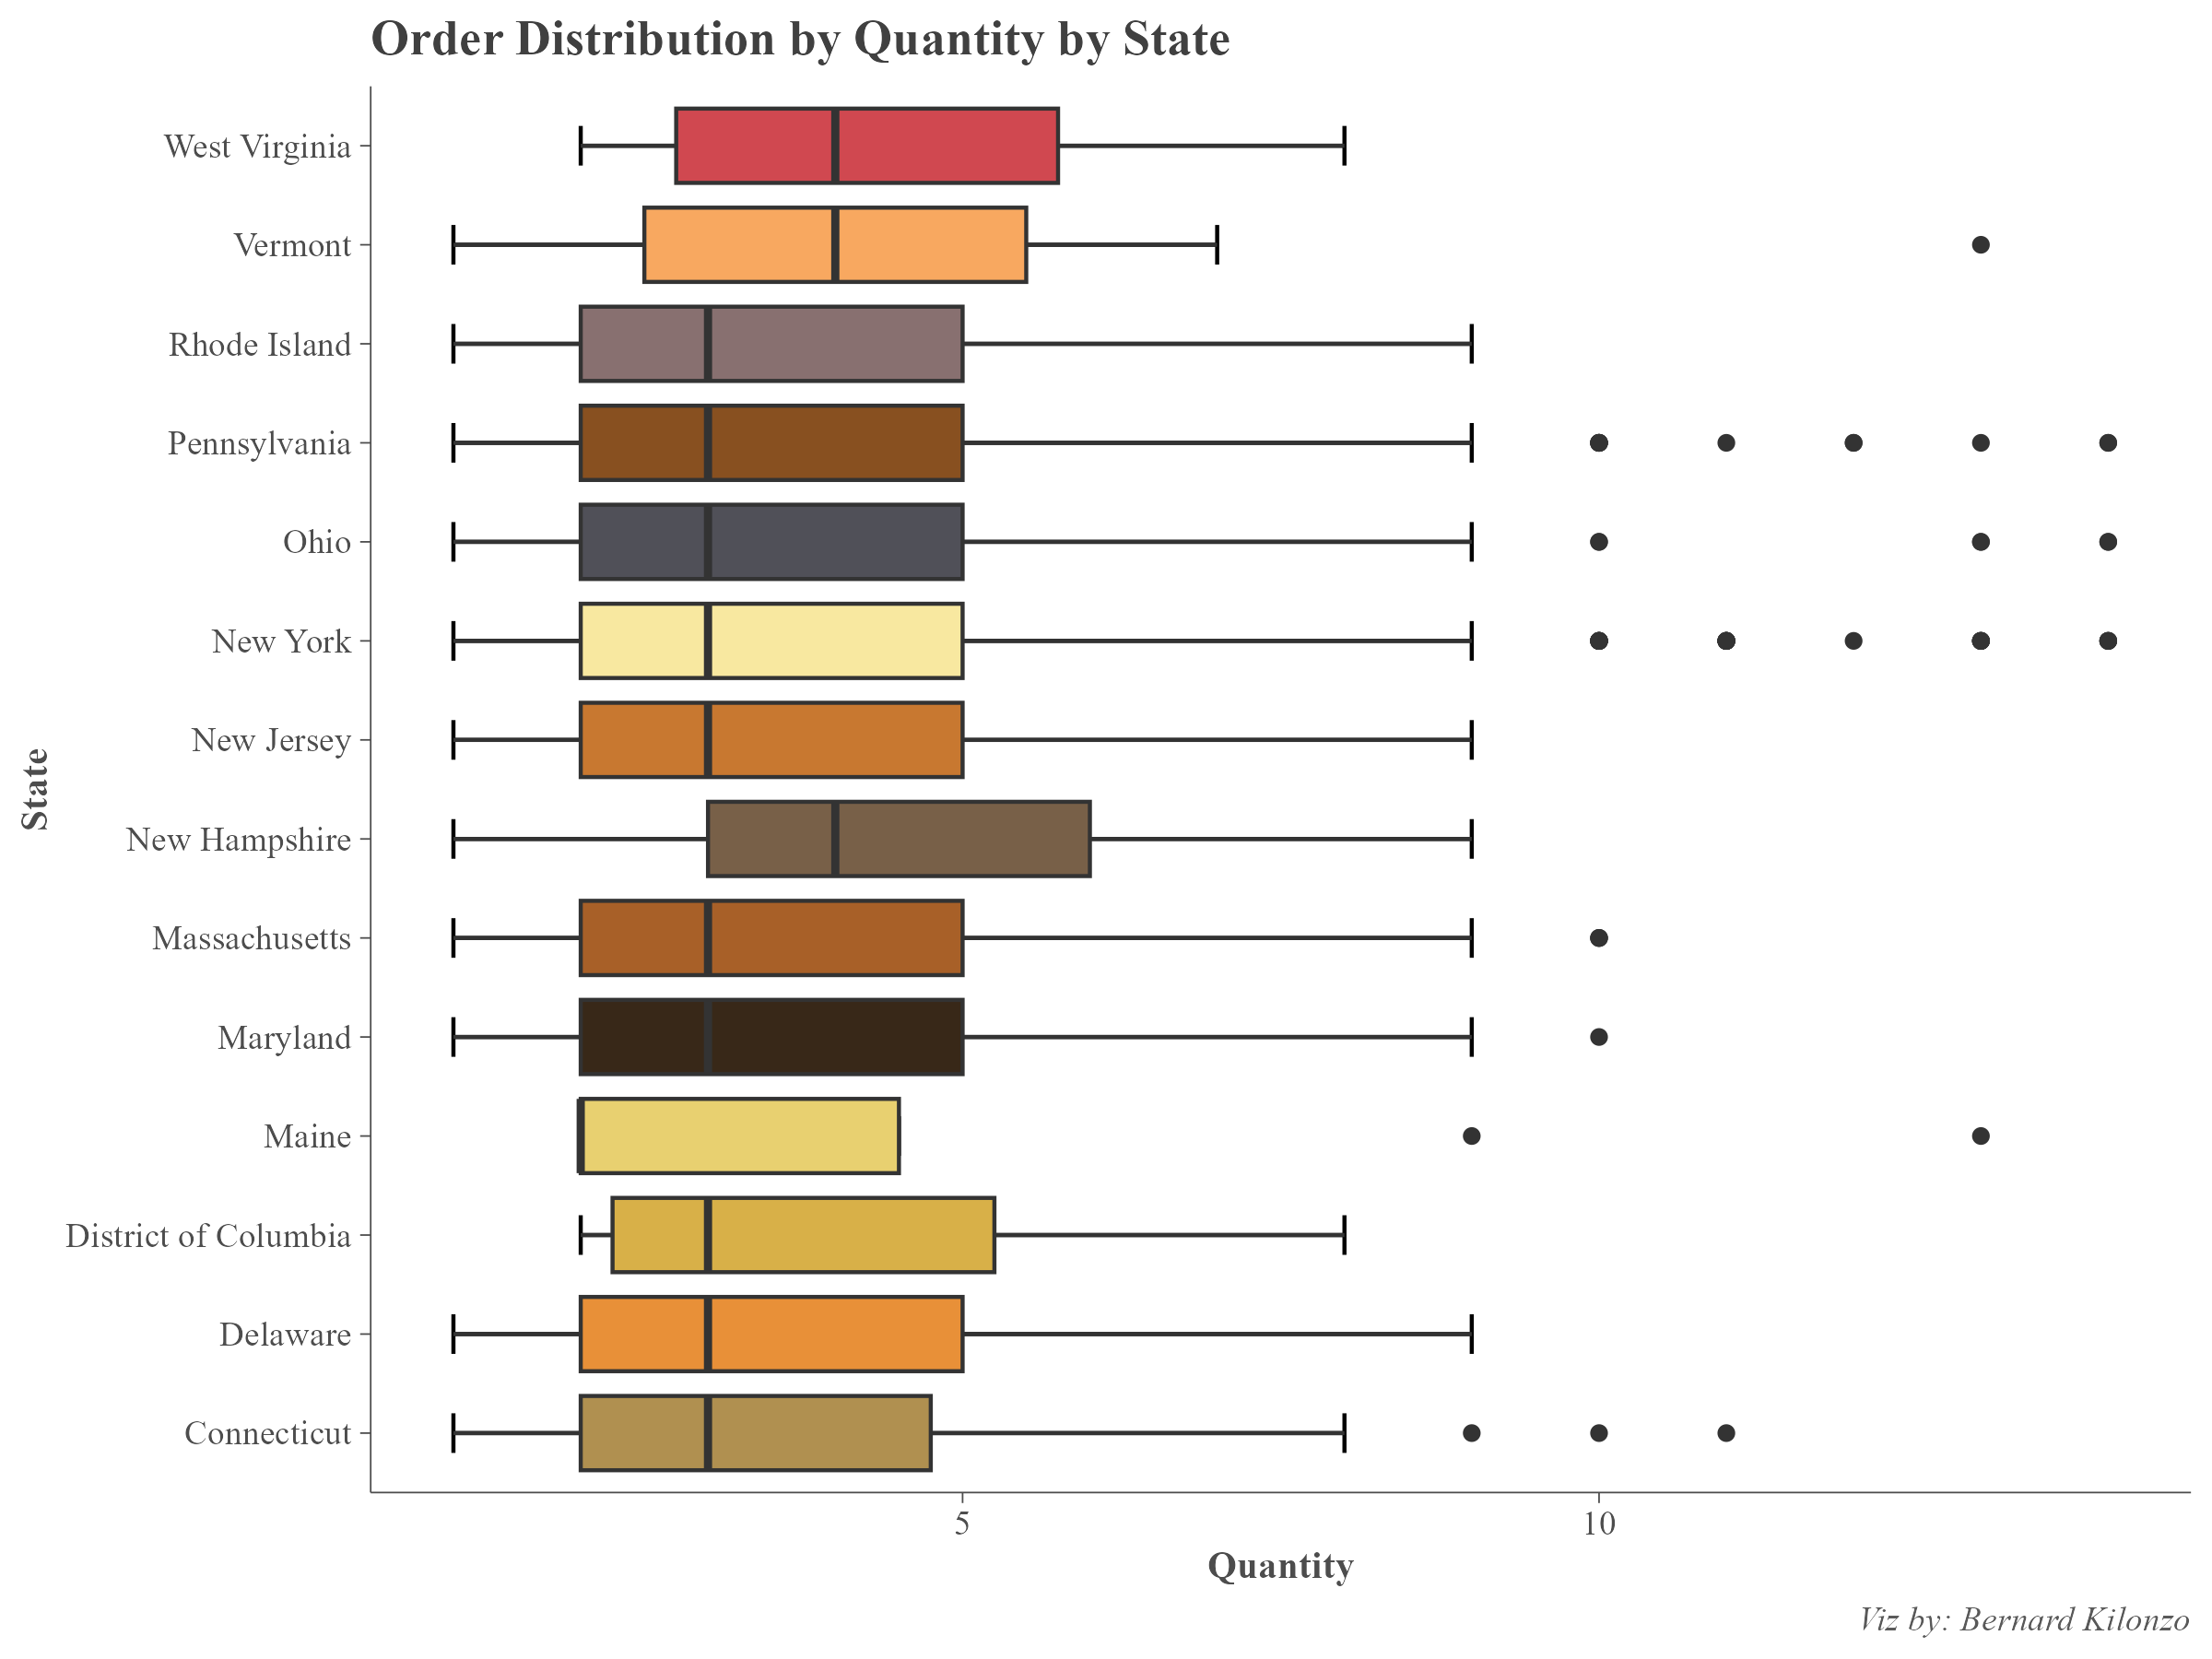 Order Distribution by Quantity by State
West Virginia
Vermont
Rhode Island
Pennsylvania
Ohio
New York
New Jersey
New Hampshire
Massachusetts
Maryland
Maine
District of Columbia
Delaware
Connecticut
State
5
10
Quantity
Viz by: Bernard Kilonzo